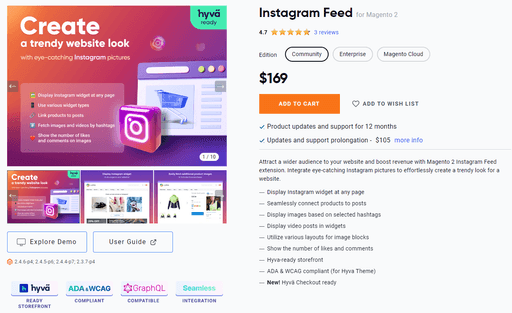 Create
a trendy website look
with eye-catching Instagram pictures
hyvä
ready
Display Instagram widget at any page
Use various widget types
Link products to posts
Fetch images and videos by hashtags
Show the number of likes
and comments on images
1 / 10
Create
a trendy website look
hyvä
Explore Demo
User Guide
2.4.6-p4, 2.4.5-p6, 2.4.4-p7, 2.3.7-p4
hyvä
READY
STOREFRONT
ADA & WCAG
COMPLIANT
GraphQL
COMPATIBLE
Seamless
INTEGRATION
Instagram Feed for Magento 2
4.7 3 reviews
Edition Community Enterprise Magento Cloud
$169
ADD TO CART ADD TO WISH LIST
Product updates and support for 12 months
Updates and support prolongation - $105 more info
Attract a wider audience to your website and boost revenue with Magento 2 Instagram Feed
extension. Integrate eye-catching Instagram pictures to effortlessly create a trendy look for a
website.
— Display Instagram widget at any page
— Seamlessly connect products to posts
— Display images based on selected hashtags
— Display video posts in widgets
— Utilize various layouts for image blocks
— Show the number of likes and comments
— Hyva-ready storefront
— ADA & WCAG compliant (for Hyva Theme)
— New! Hyvä Checkout ready